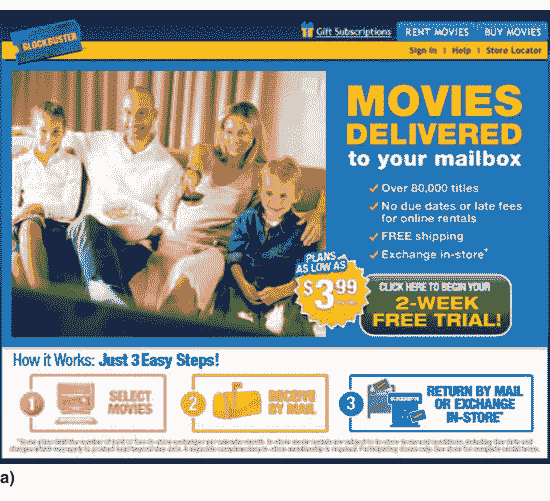 BLOCKBUSTER
Gift Subscriptions
RENT MOVIES
BUY MOVIES
Sign In | Help | Store Locator
MOVIES
DELIVERED
to your mailbox
Over 80,000 titles
No due dates or late fees
for online rentals
FREE shipping
Exchange in-store*
PLANS
AS LOW AS
$3.99
CLICK HERE TO BEGIN YOUR
2-WEEK
FREE TRIAL!
How it Works: Just 3 Easy Steps!
1
SELECT
MOVIES
2
RECEIVE
BY MAIL
3
BLOCKBUSTER
RETURN BY MAIL
OR EXCHANGE
IN-STORE*
a)